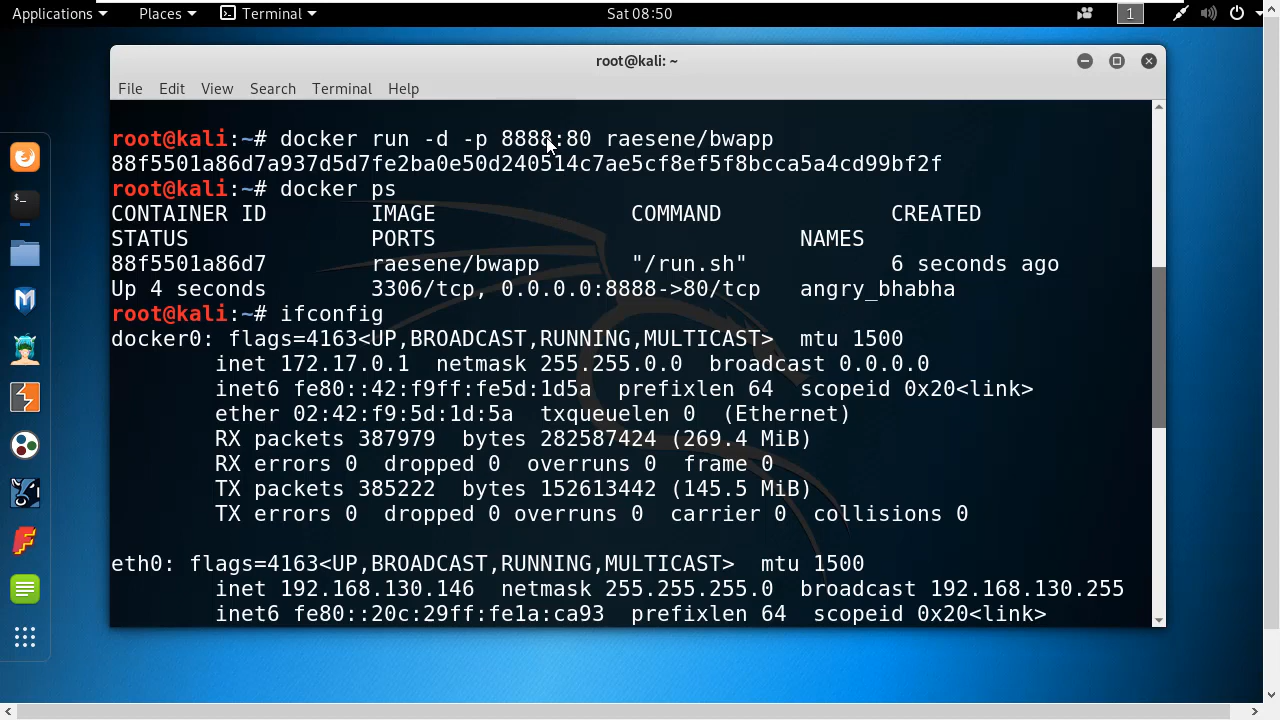 Applications Places Terminal Sat 08:50 1
root@kali: ~
File Edit View Search Terminal Help
root@kali:~# docker run -d -p 8888:80 raesene/bwapp
88f5501a86d7a937d5d7fe2ba0e50d240514c7ae5cf8ef5f8bcca5a4cd99bf2f
root@kali:~# docker ps
CONTAINER ID IMAGE COMMAND CREATED
STATUS PORTS NAMES
88f5501a86d7 raesene/bwapp "/run.sh" 6 seconds ago
Up 4 seconds 3306/tcp, 0.0.0.0:8888->80/tcp angry_bhabha
root@kali:~# ifconfig
docker0: flags=4163<UP,BROADCAST,RUNNING,MULTICAST> mtu 1500
inet 172.17.0.1 netmask 255.255.0.0 broadcast 0.0.0.0
inet6 fe80::42:f9ff:fe5d:1d5a prefixlen 64 scopeid 0x20<link>
ether 02:42:f9:5d:1d:5a txqueuelen 0 (Ethernet)
RX packets 387979 bytes 282587424 (269.4 MiB)
RX errors 0 dropped 0 overruns 0 frame 0
TX packets 385222 bytes 152613442 (145.5 MiB)
TX errors 0 dropped 0 overruns 0 carrier 0 collisions 0
eth0: flags=4163<UP,BROADCAST,RUNNING,MULTICAST> mtu 1500
inet 192.168.130.146 netmask 255.255.255.0 broadcast 192.168.130.255
inet6 fe80::20c:29ff:fe1a:ca93 prefixlen 64 scopeid 0x20<link>